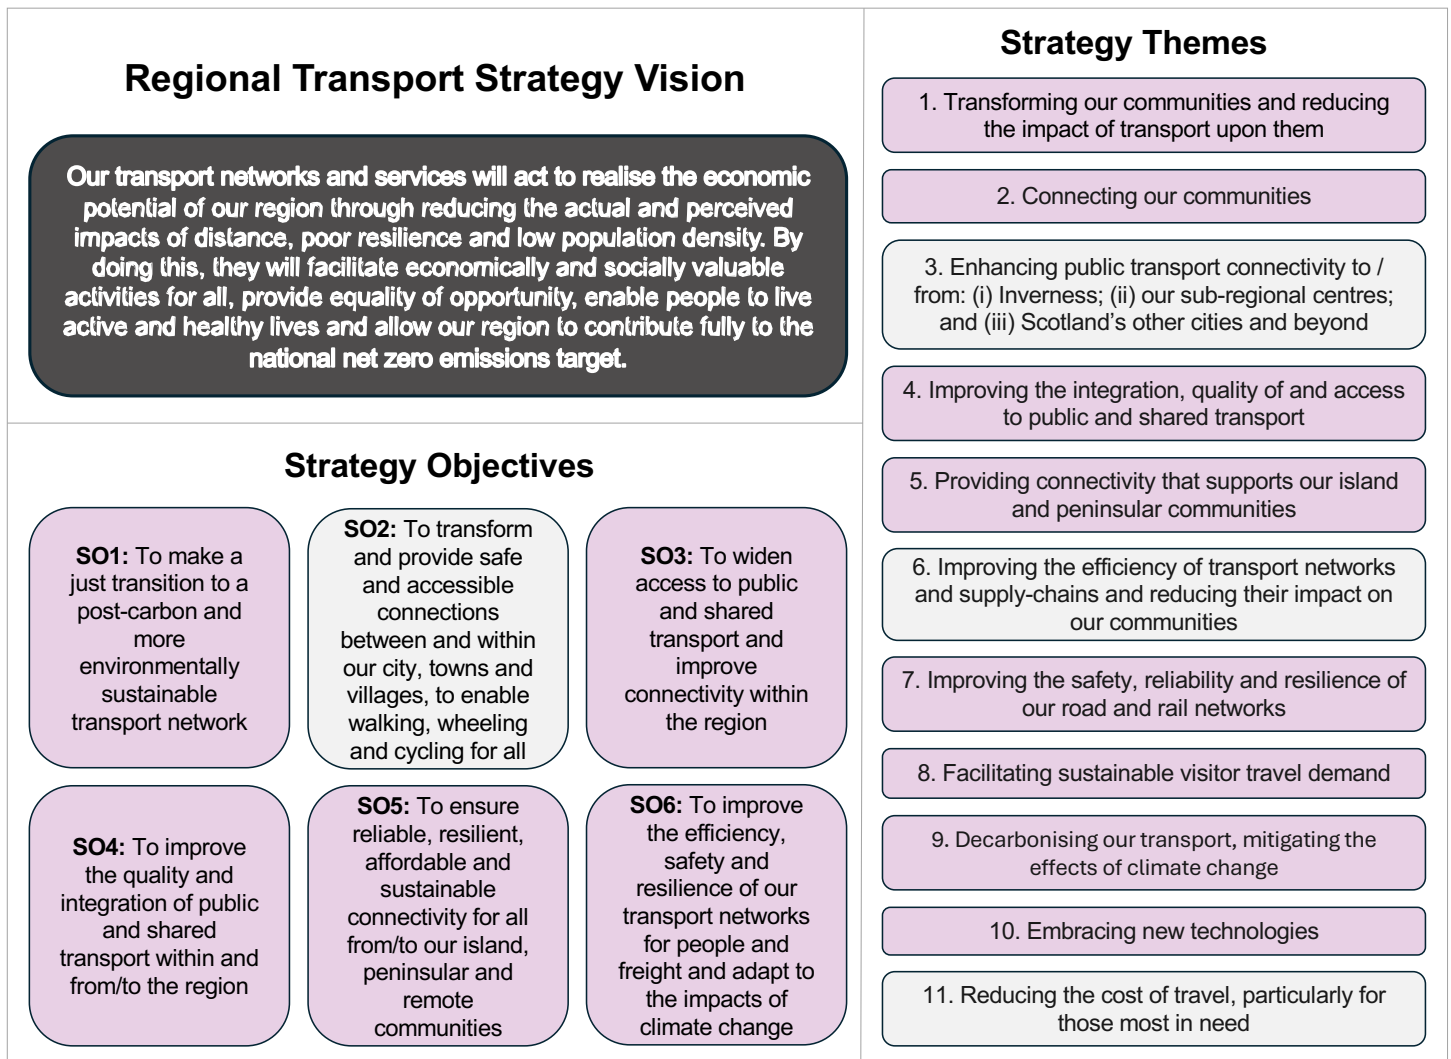 Regional Transport Strategy Vision
Our transport networks and services will act to realise the economic
potential of our region through reducing the actual and perceived
impacts of distance, poor resilience and low population density. By
doing this, they will facilitate economically and socially valuable
activities for all, provide equality of opportunity, enable people to live
active and healthy lives and allow our region to contribute fully to the
national net zero emissions target.
Strategy Objectives
SO1: To make a
just transition to a
post-carbon and
more
environmentally
sustainable
transport network
SO2: To transform
and provide safe
and accessible
connections
between and within
our city, towns and
villages, to enable
walking, wheeling
and cycling for all
SO3: To widen
access to public
and shared
transport and
improve
connectivity within
the region
SO4: To improve
the quality and
integration of public
and shared
transport within and
from/to the region
SO5: To ensure
reliable, resilient,
affordable and
sustainable
connectivity for all
from/to our island,
peninsular and
remote
communities
SO6: To improve
the efficiency,
safety and
resilience of our
transport networks
for people and
freight and adapt to
the impacts of
climate change
Strategy Themes
1. Transforming our communities and reducing
the impact of transport upon them
2. Connecting our communities
3. Enhancing public transport connectivity to /
from: (i) Inverness; (ii) our sub-regional centres;
and (iii) Scotland's other cities and beyond
4. Improving the integration, quality of and access
to public and shared transport
5. Providing connectivity that supports our island
and peninsular communities
6. Improving the efficiency of transport networks
and supply-chains and reducing their impact on
our communities
7. Improving the safety, reliability and resilience of
our road and rail networks
8. Facilitating sustainable visitor travel demand
9. Decarbonising our transport, mitigating the
effects of climate change
10. Embracing new technologies
11. Reducing the cost of travel, particularly for
those most in need